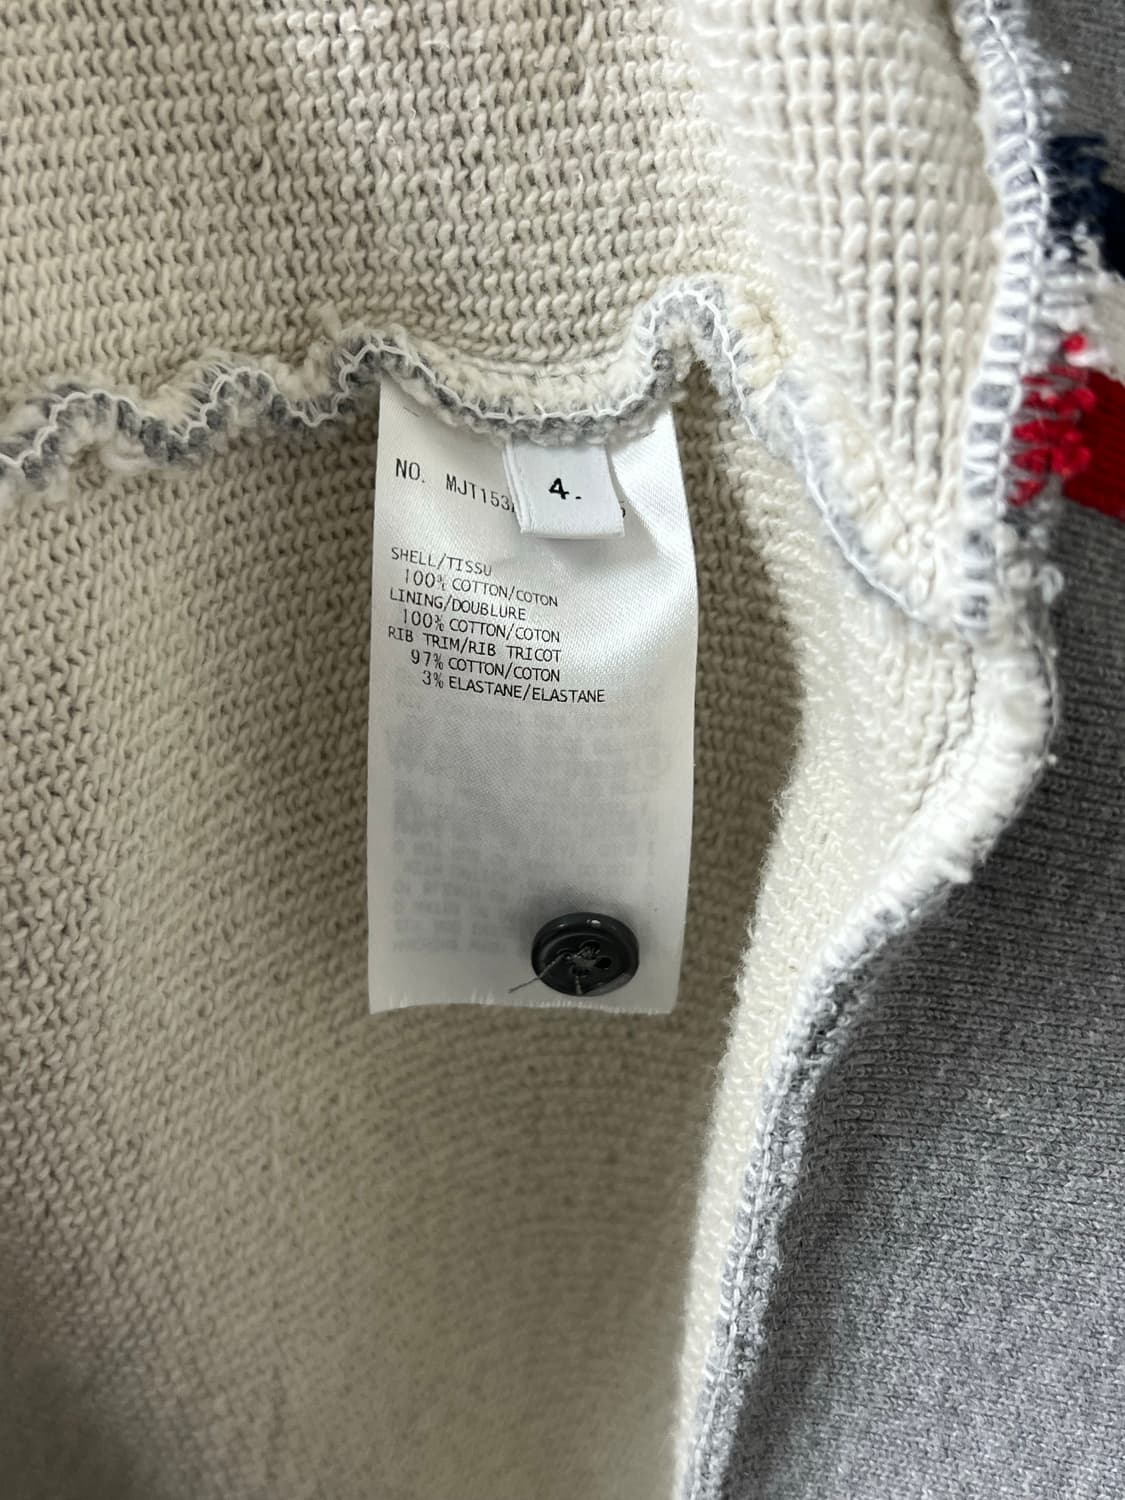 4.
NO. MJT153
SHELL/TISSU
100% COTTON/COTON
LINING/DOUBLURE
100% COTTON/COTON
RIB TRIM/RIB TRICOT
97% COTTON/COTON
3% ELASTANE/ELASTANE